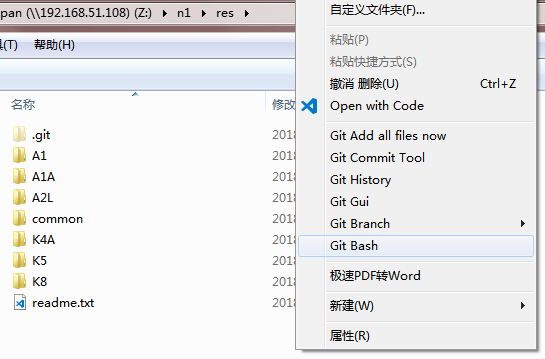 pan (\\192.168.51.108) (Z:) n1 res
(T) 帮助(H)
名称
修改
.git
2018
A1
2018
A1A
2018
A2L
2018
common
2018
K4A
2018
K5
2018
K8
2018
readme.txt
2018
自定义文件夹(F)...
粘贴(P)
粘贴快捷方式(S)
撤消 删除(U) Ctrl+Z
Open with Code
Git Add all files now
Git Commit Tool
Git History
Git Gui
Git Branch
Git Bash
极速PDF转Word
新建(W)
属性(R)